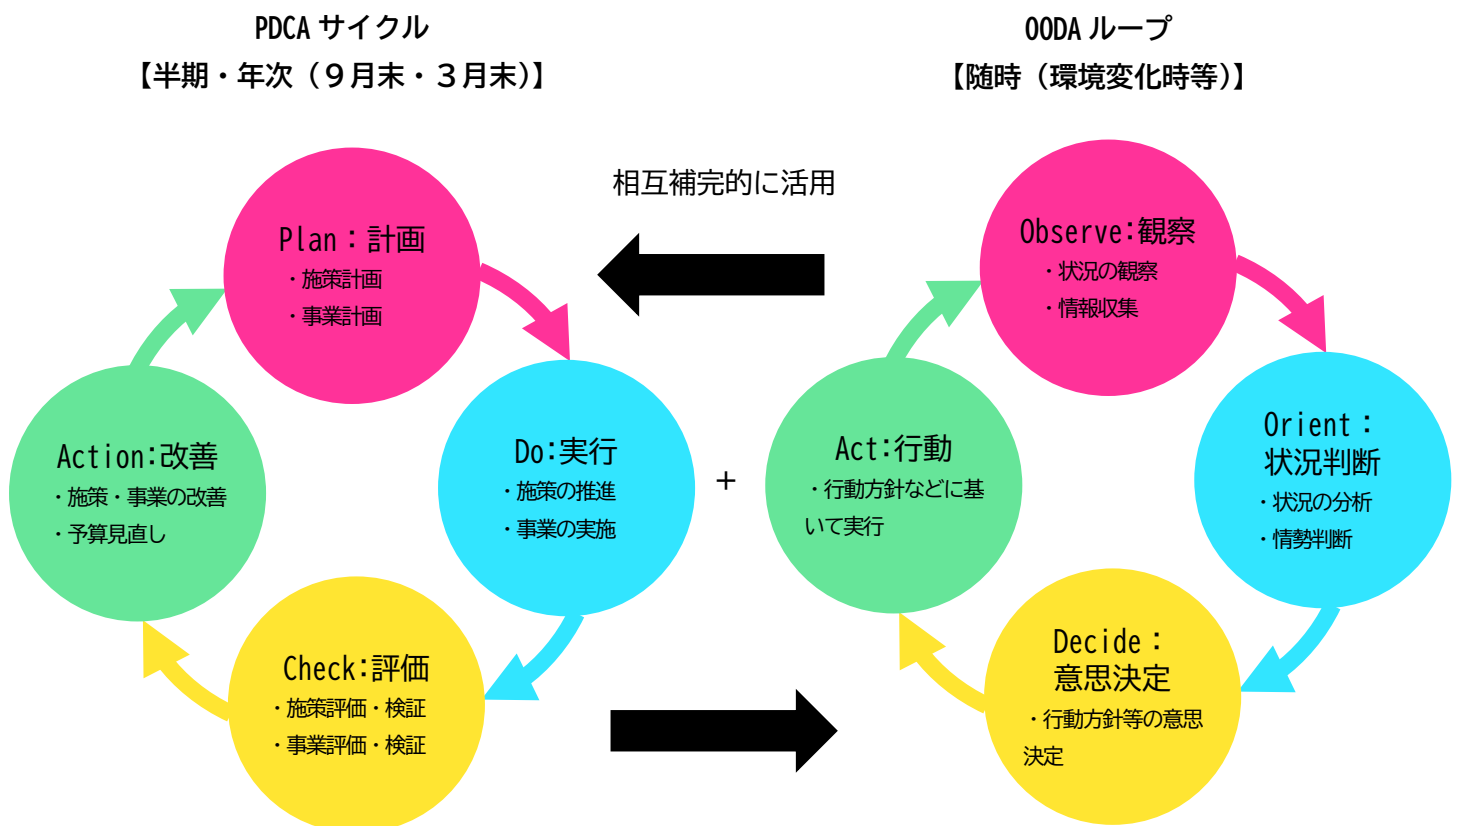 PDCA サイクル
【半期・年次（９月末・３月末）】
OODA ループ
【随時（環境変化時等）】
相互補完的に活用
Plan：計画
・施策計画
・事業計画
Do:実行
・施策の推進
・事業の実施
Check:評価
・施策評価・検証
・事業評価・検証
Action:改善
・施策・事業の改善
・予算見直し
+
Observe:観察
・状況の観察
・情報収集
Orient：
状況判断
・状況の分析
・情勢判断
Decide：
意思決定
・行動方針等の意思
決定
Act:行動
・行動方針などに基
いて実行